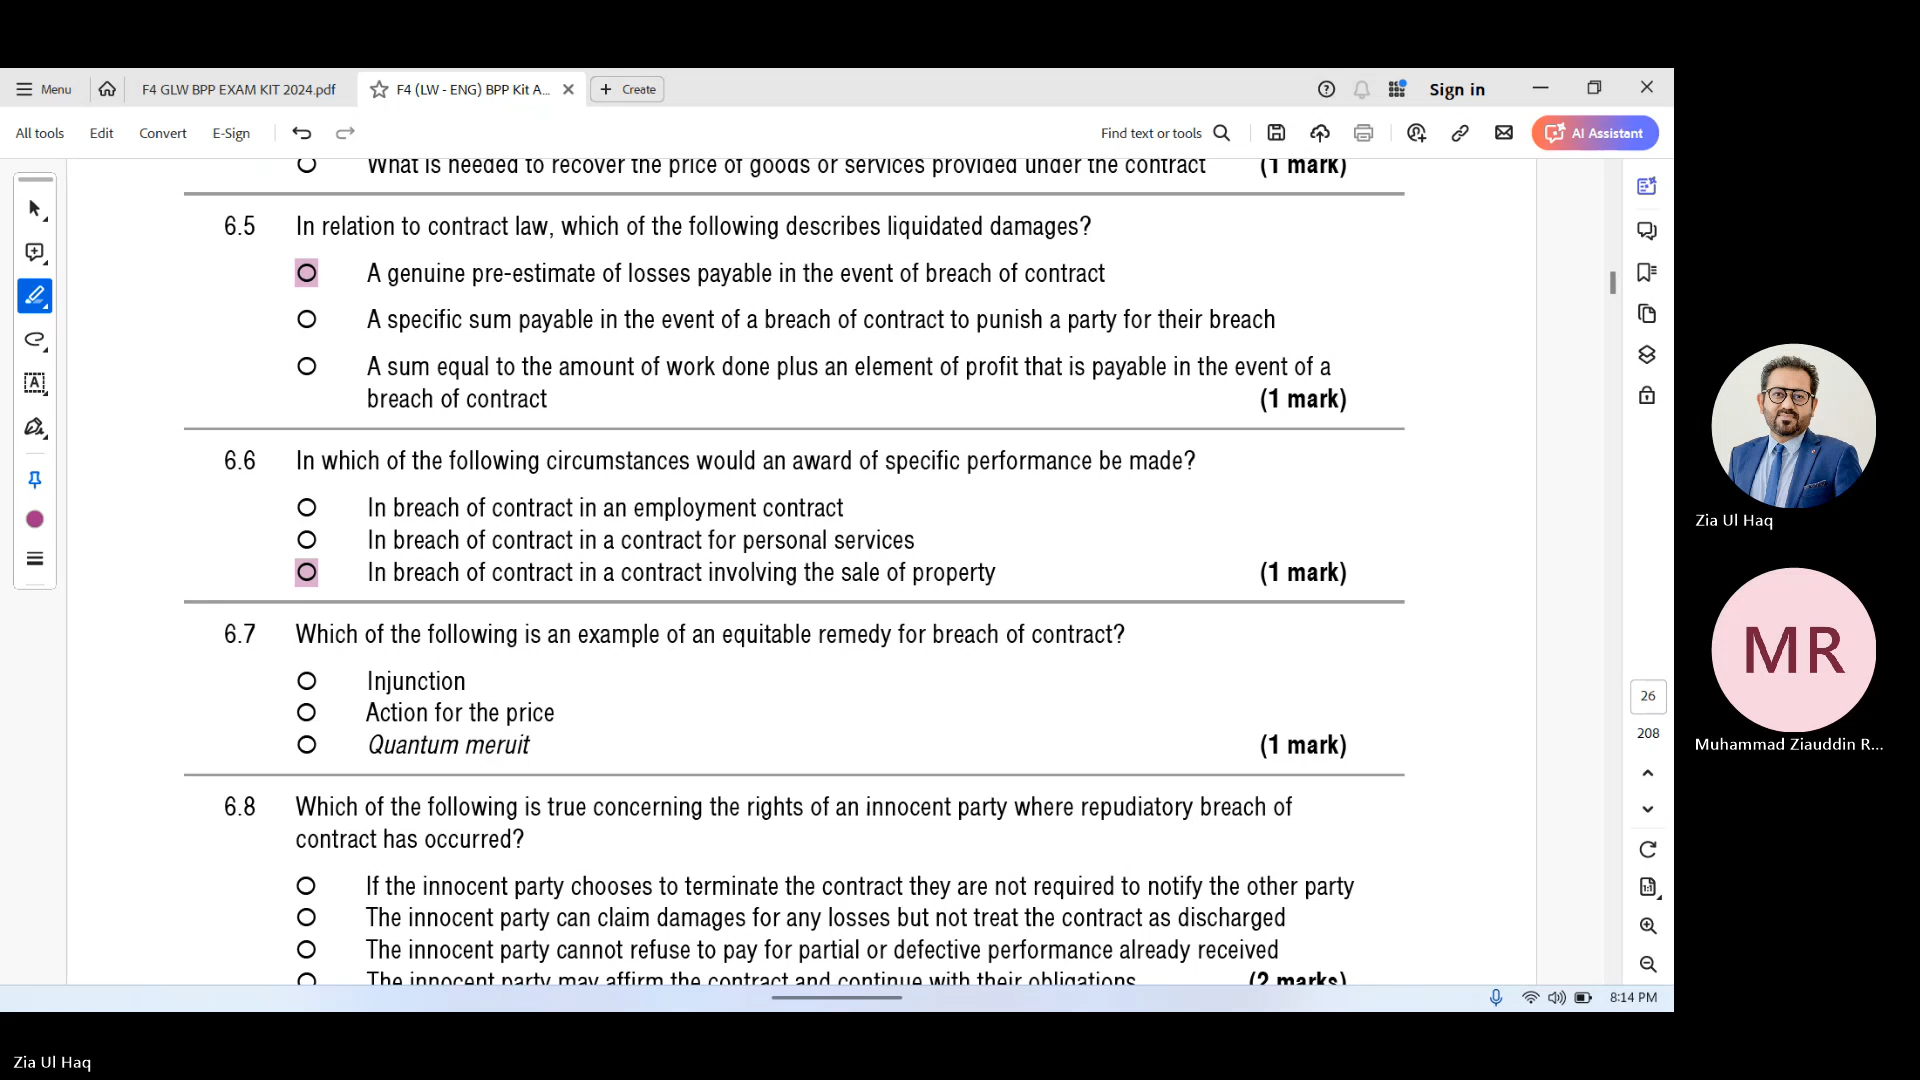 Menu
F4 GLW BPP EXAM KIT 2024.pdf
F4 (LW - ENG) BPP Kit A...
Create
Sign in
All tools
Edit
Convert
E-Sign
Find text or tools
AI Assistant
What is needed to recover the price of goods or services provided under the contract (1 mark)
6.5 In relation to contract law, which of the following describes liquidated damages?
A genuine pre-estimate of losses payable in the event of breach of contract
A specific sum payable in the event of a breach of contract to punish a party for their breach
A sum equal to the amount of work done plus an element of profit that is payable in the event of a
breach of contract (1 mark)
6.6 In which of the following circumstances would an award of specific performance be made?
In breach of contract in an employment contract
In breach of contract in a contract for personal services
In breach of contract in a contract involving the sale of property (1 mark)
6.7 Which of the following is an example of an equitable remedy for breach of contract?
Injunction
Action for the price
Quantum meruit (1 mark)
6.8 Which of the following is true concerning the rights of an innocent party where repudiatory breach of
contract has occurred?
If the innocent party chooses to terminate the contract they are not required to notify the other party
The innocent party can claim damages for any losses but not treat the contract as discharged
The innocent party cannot refuse to pay for partial or defective performance already received
The innocent party may affirm the contract and continue with their obligations (2 marks)
26
208
8:14 PM
Zia Ul Haq
MR
Muhammad Ziauddin R...
Zia Ul Haq